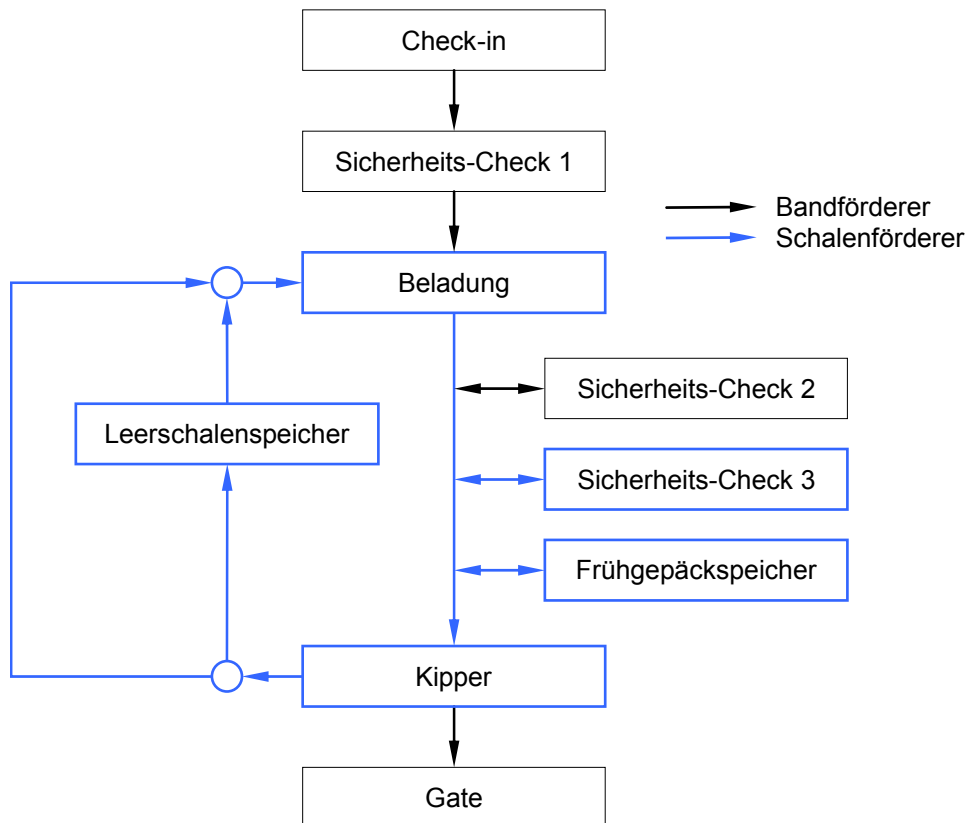 Check-in
Sicherheits-Check 1
Bandförderer
Schalenförderer
Beladung
Sicherheits-Check 2
Leerschalenspeicher
Sicherheits-Check 3
Frühgepäckspeicher
Kipper
Gate